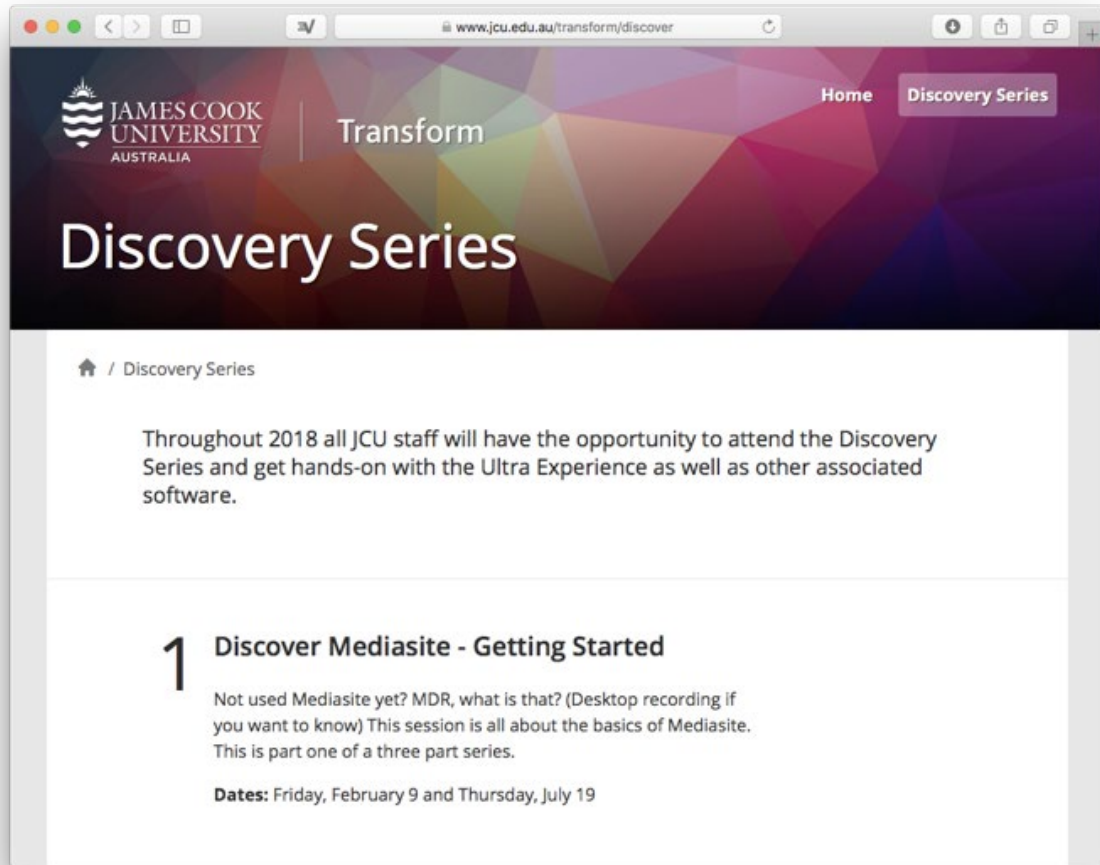 www.jcu.edu.au/transform/discover
JAMES COOK
UNIVERSITY
AUSTRALIA
Transform
Home
Discovery Series
Discovery Series
/ Discovery Series
Throughout 2018 all JCU staff will have the opportunity to attend the Discovery
Series and get hands-on with the Ultra Experience as well as other associated
software.
1
Discover Mediasite - Getting Started
Not used Mediasite yet? MDR, what is that? (Desktop recording if
you want to know) This session is all about the basics of Mediasite.
This is part one of a three part series.
Dates: Friday, February 9 and Thursday, July 19